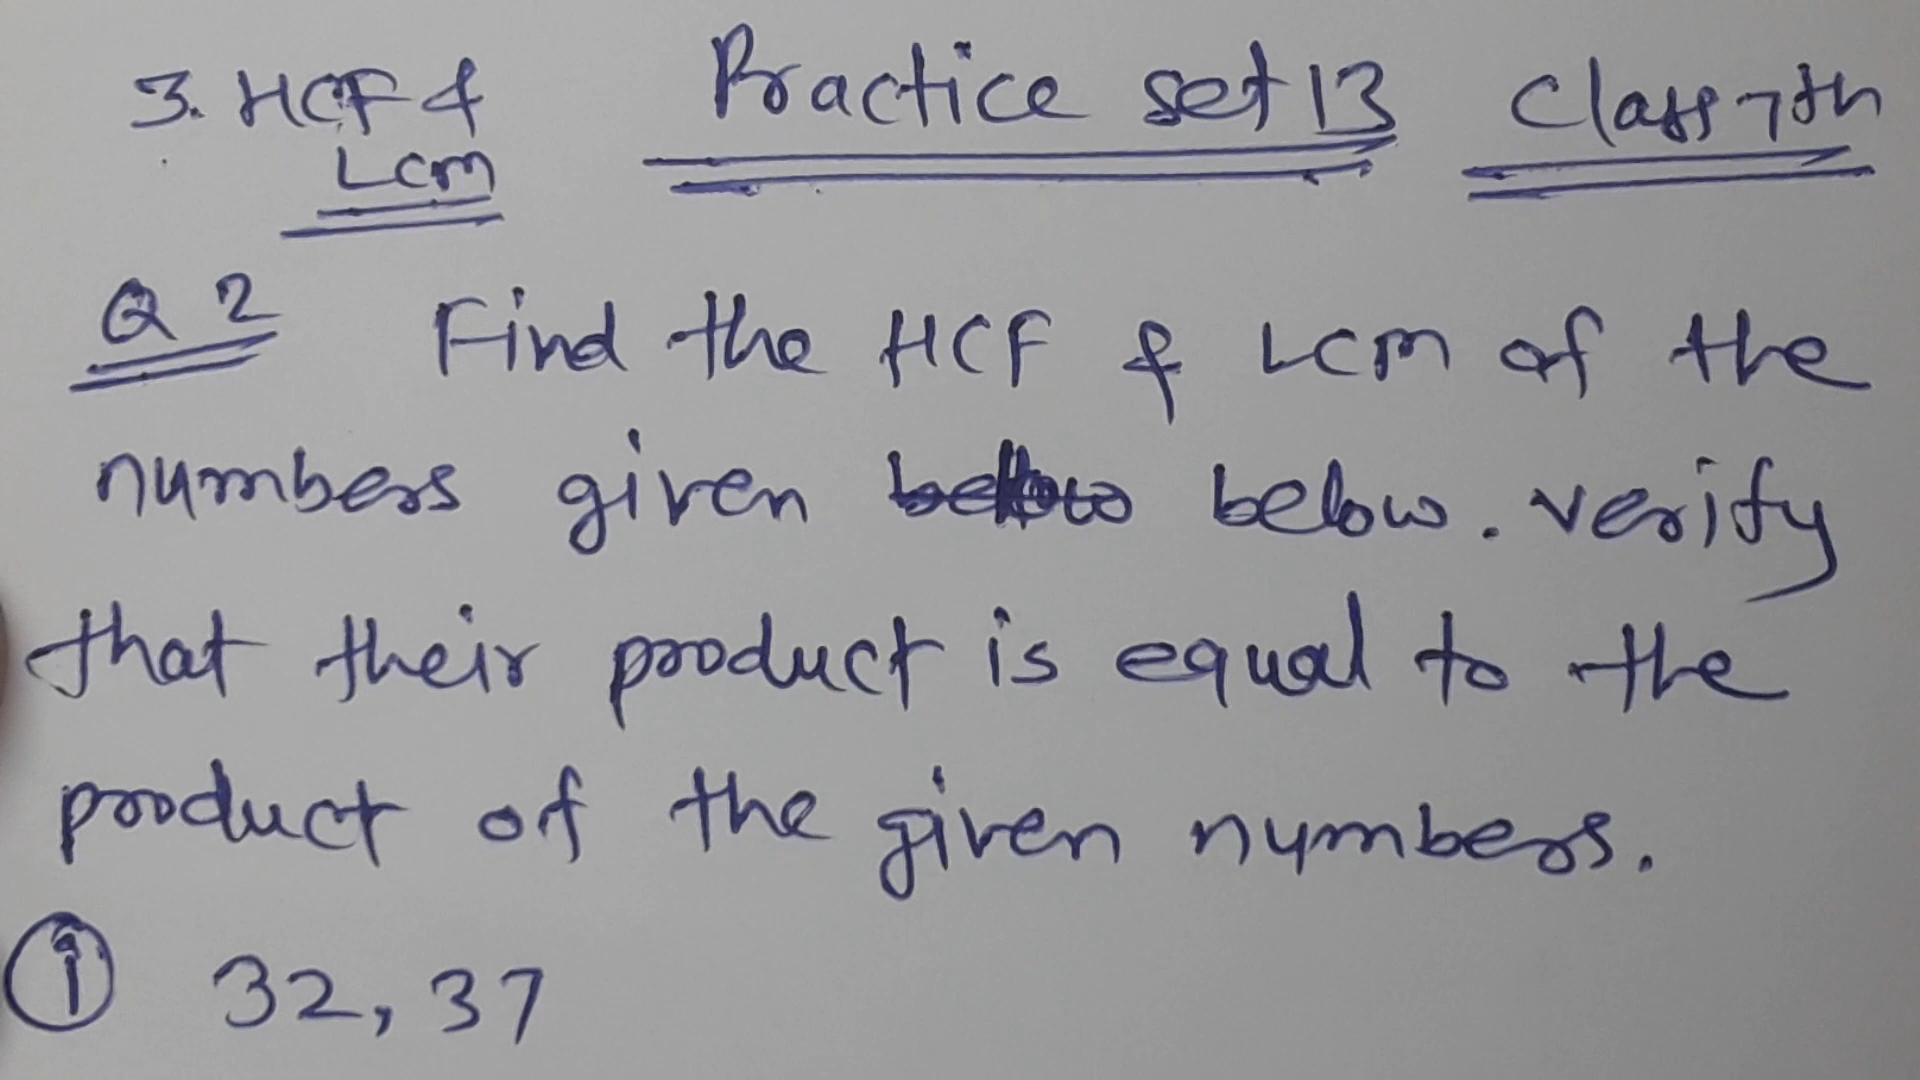 3. HCF & Practice set 13 Class 7th
LCM
Q 2 Find the HCF & LCM of the
numbers given below. verify
that their product is equal to the
product of the given numbers.
i 32, 37